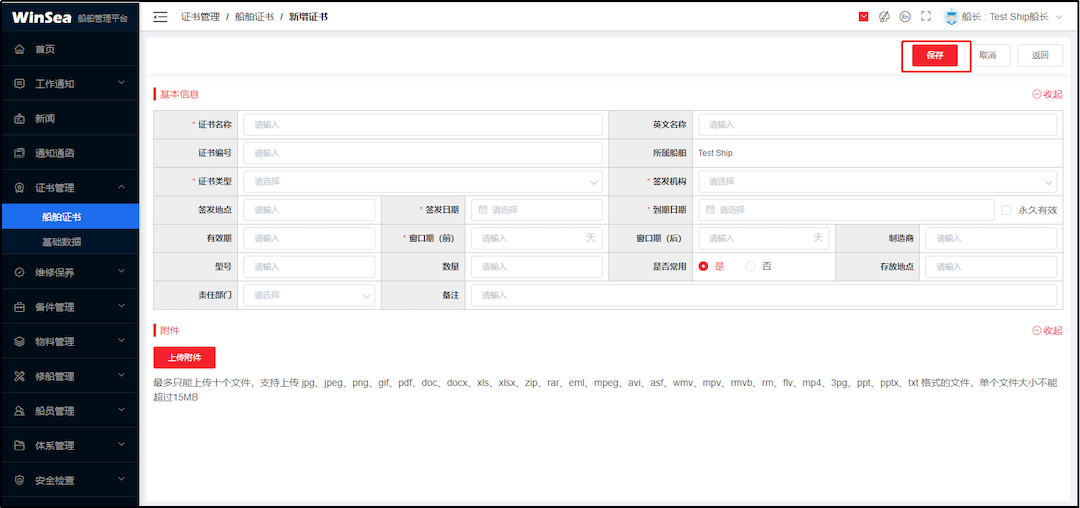 WinSea 船舶管理平台
证书管理 / 船舶证书 / 新增证书
En
船长 : Test Ship船长
首页
工作通知
新闻
通知通函
证书管理
船舶证书
基础数据
维修保养
备件管理
物料管理
修船管理
船员管理
体系管理
安全检查
保存 取消 返回
基本信息 收起
* 证书名称 请输入 英文名称 请输入
证书编号 请输入 所属船舶 Test Ship
* 证书类型 请选择 * 签发机构 请选择
签发地点 请输入 * 签发日期 请选择 * 到期日期 请选择 永久有效
有效期 请输入 * 窗口期（前） 请输入 天 窗口期（后） 请输入 天 制造商 请输入
型号 请输入 数量 请输入 是否常用 是 否 存放地点 请输入
责任部门 请选择 备注 请输入
附件 收起
上传附件
最多只能上传十个文件，支持上传 jpg、jpeg、png、gif、pdf、doc、docx、xls、xlsx、zip、rar、eml、mpeg、avi、asf、wmv、mpv、rmvb、rm、flv、mp4、3pg、ppt、pptx、txt 格式的文件，单个文件大小不能
超过15MB